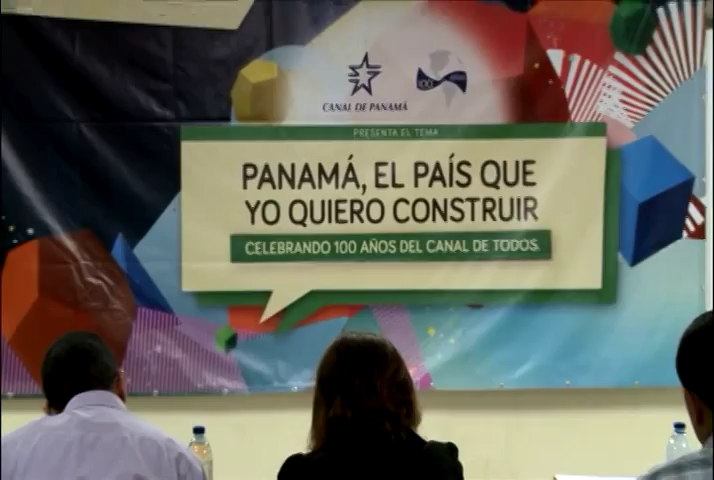 CANAL DE PANAMÁ
100
PRESENTA EL TEMA
PANAMÁ, EL PAÍS QUE
YO QUIERO CONSTRUIR
CELEBRANDO 100 AÑOS DEL CANAL DE TODOS.